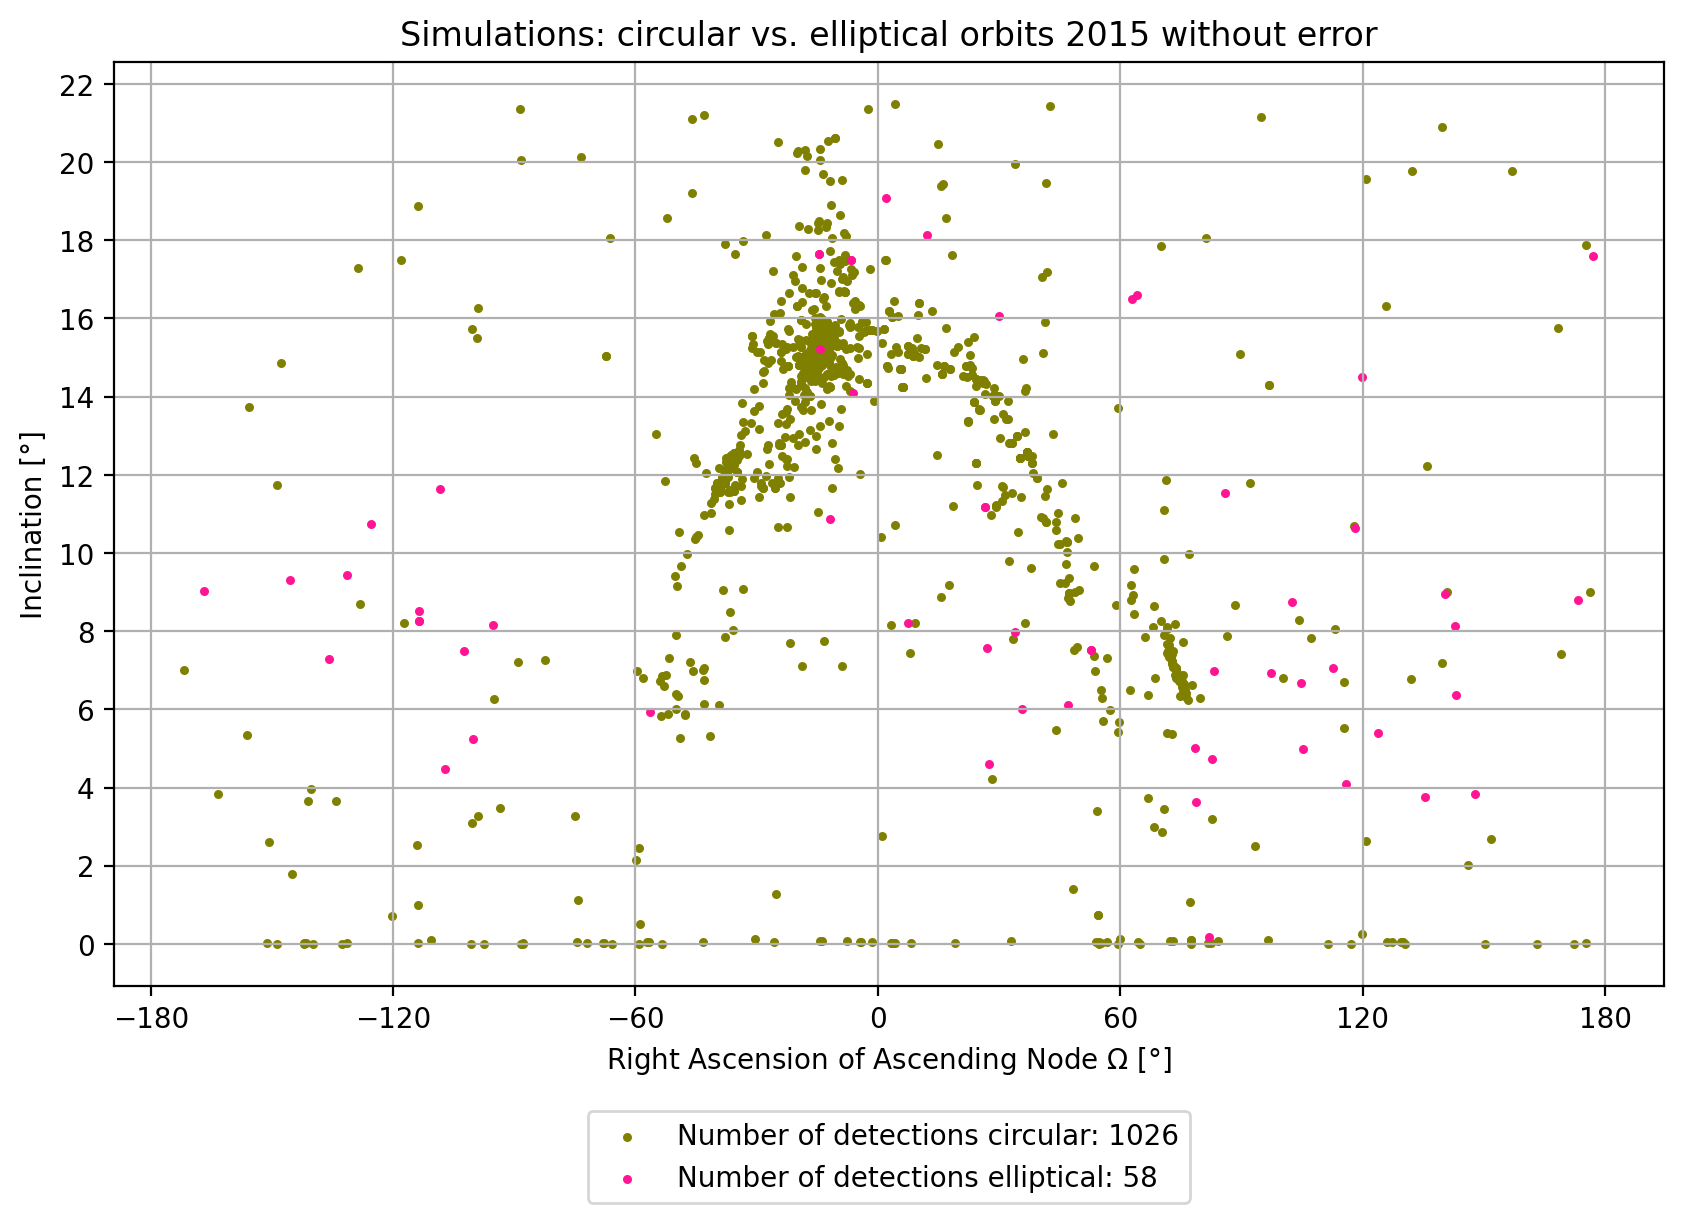 Simulations: circular vs. elliptical orbits 2015 without error
22
20
18
16
14
12
10
8
6
4
2
0
Inclination [°]
−180 −120 −60 0 60 120 180
Right Ascension of Ascending Node Ω [°]
Number of detections circular: 1026
Number of detections elliptical: 58